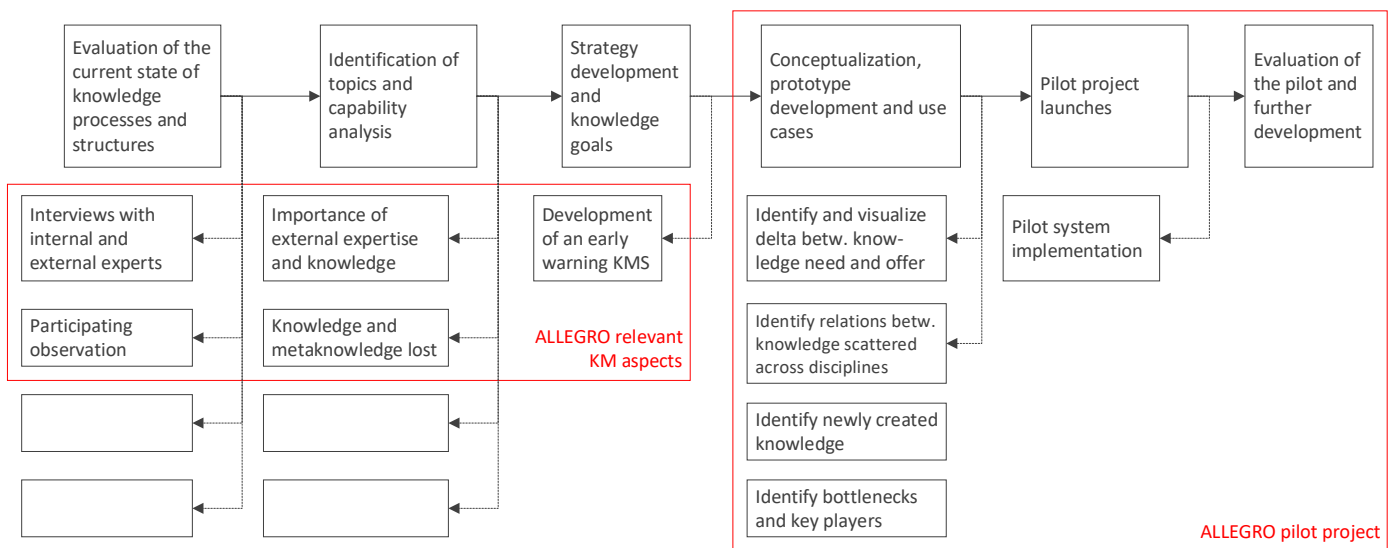 Evaluation of the
current state of
knowledge
processes and
structures
Identification of
topics and
capability
analysis
Strategy
development
and
knowledge
goals
Conceptualization,
prototype
development and use
cases
Pilot project
launches
Evaluation of
the pilot and
further
development
Interviews with
internal and
external experts
Importance of
external expertise
and knowledge
Development
of an early
warning KMS
Identify and visualize
delta betw. know-
ledge need and offer
Pilot system
implementation
Participating
observation
Knowledge and
metaknowledge lost
ALLEGRO relevant
KM aspects
Identify relations betw.
knowledge scattered
across disciplines
Identify newly created
knowledge
Identify bottlenecks
and key players
ALLEGRO pilot project